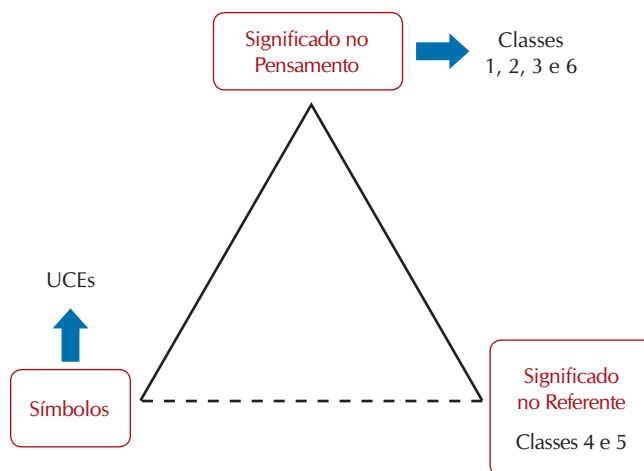 Significado no
Pensamento
Classes
1, 2, 3 e 6
UCEs
Símbolos
Significado
no Referente
Classes 4 e 5